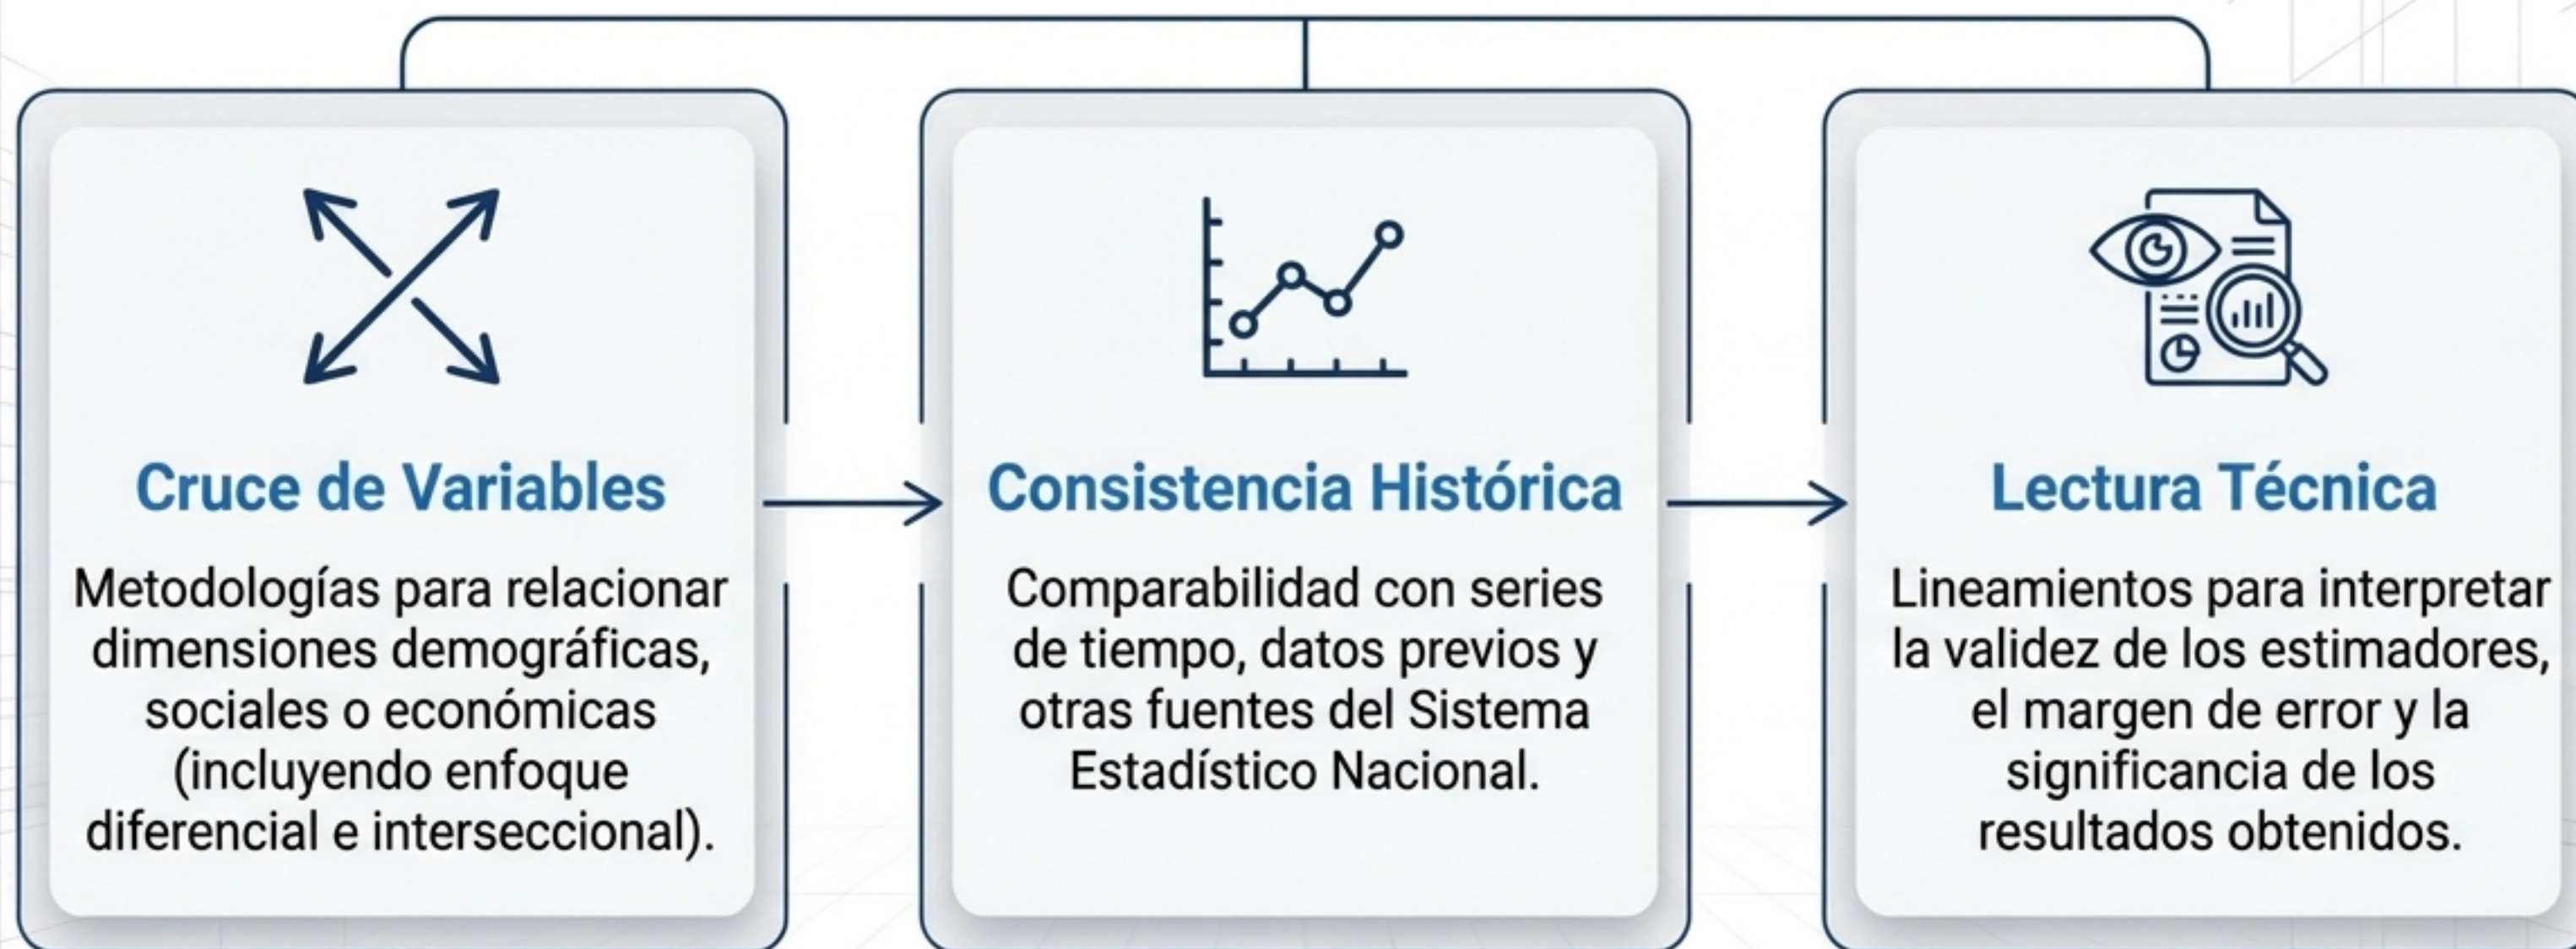 Cruce de Variables
Metodologías para relacionar
dimensiones demográficas,
sociales o económicas
(incluyendo enfoque
diferencial e interseccional).
Consistencia Histórica
Comparabilidad con series
de tiempo, datos previos y
otras fuentes del Sistema
Estadístico Nacional.
Lectura Técnica
Lineamientos para interpretar
la validez de los estimadores,
el margen de error y la
significancia de los
resultados obtenidos.